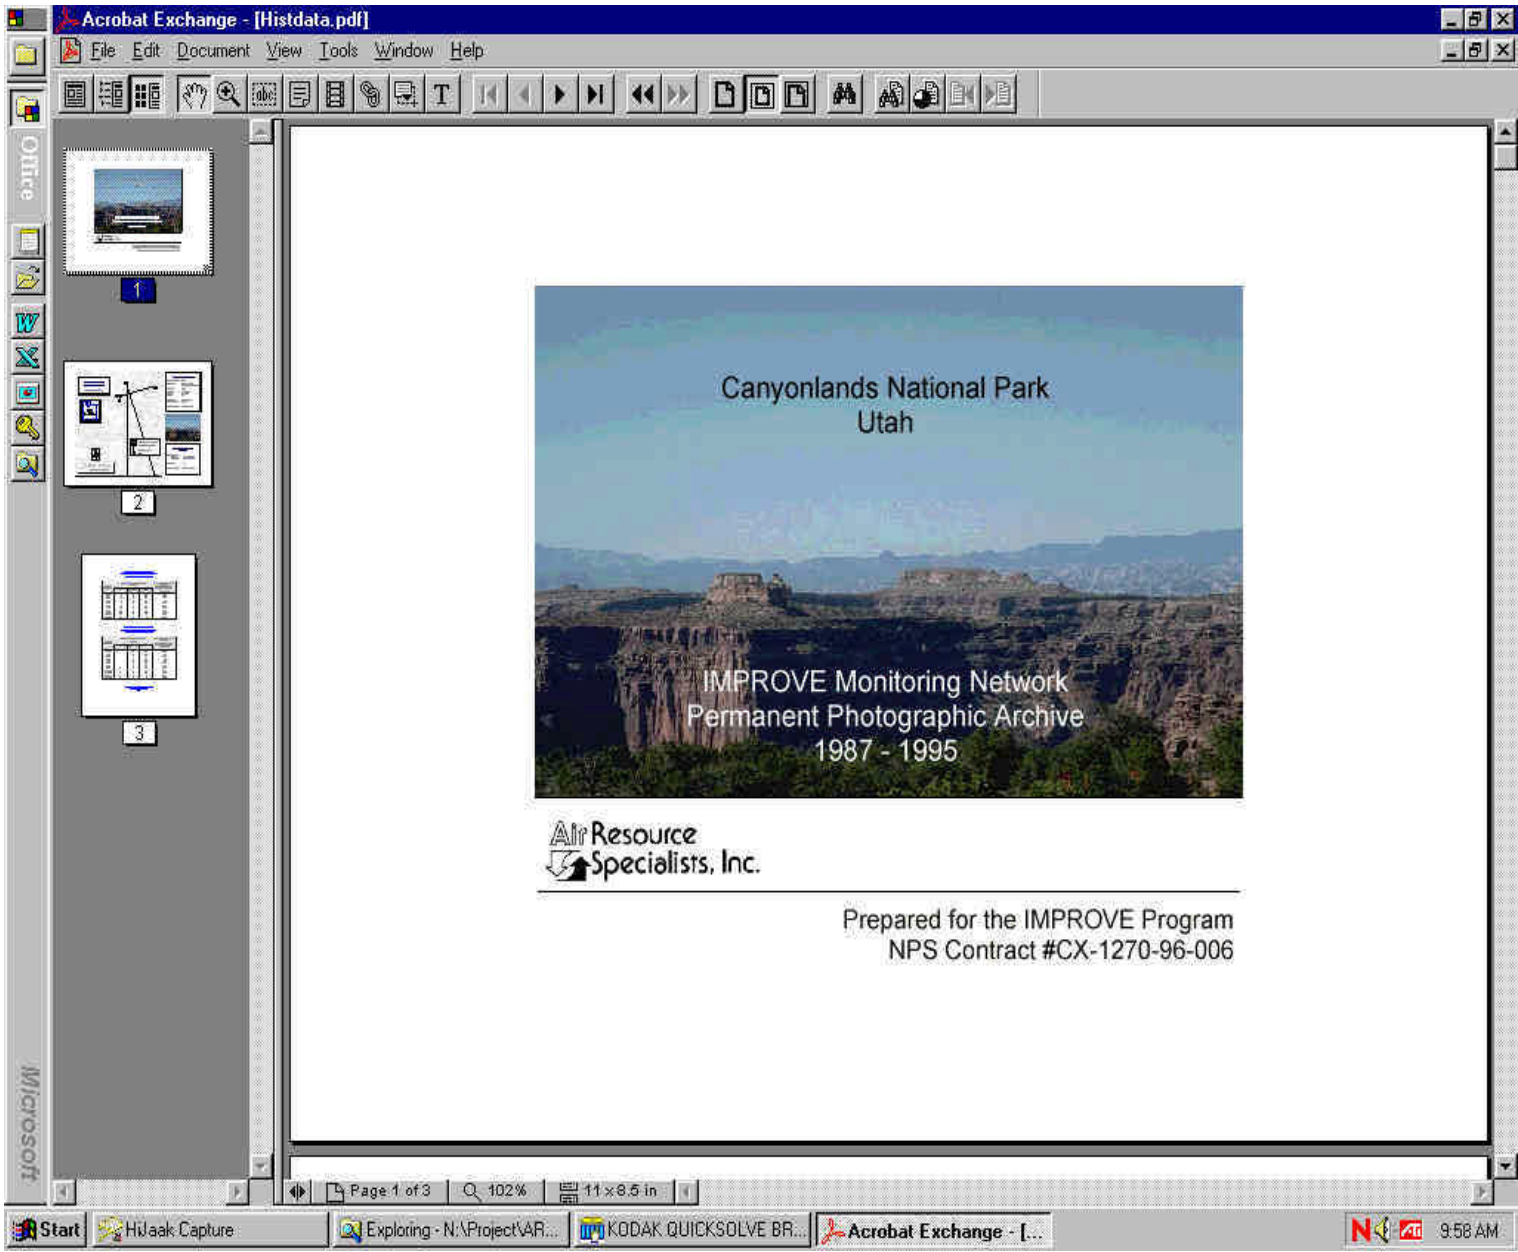 Acrobat Exchange - [Histdata.pdf]
File Edit Document View Tools Window Help
Office
1
2
3
Canyonlands National Park
Utah
IMPROVE Monitoring Network
Permanent Photographic Archive
1987 - 1995
Air Resource
Specialists, Inc.
Prepared for the IMPROVE Program
NPS Contract #CX-1270-96-006
Microsoft
Page 1 of 3 102% 11 x 8.5 in
Start HiJaak Capture Exploring - N:\Project\AR... KODAK QUICKSOLVE BR... Acrobat Exchange - [... 9:58 AM